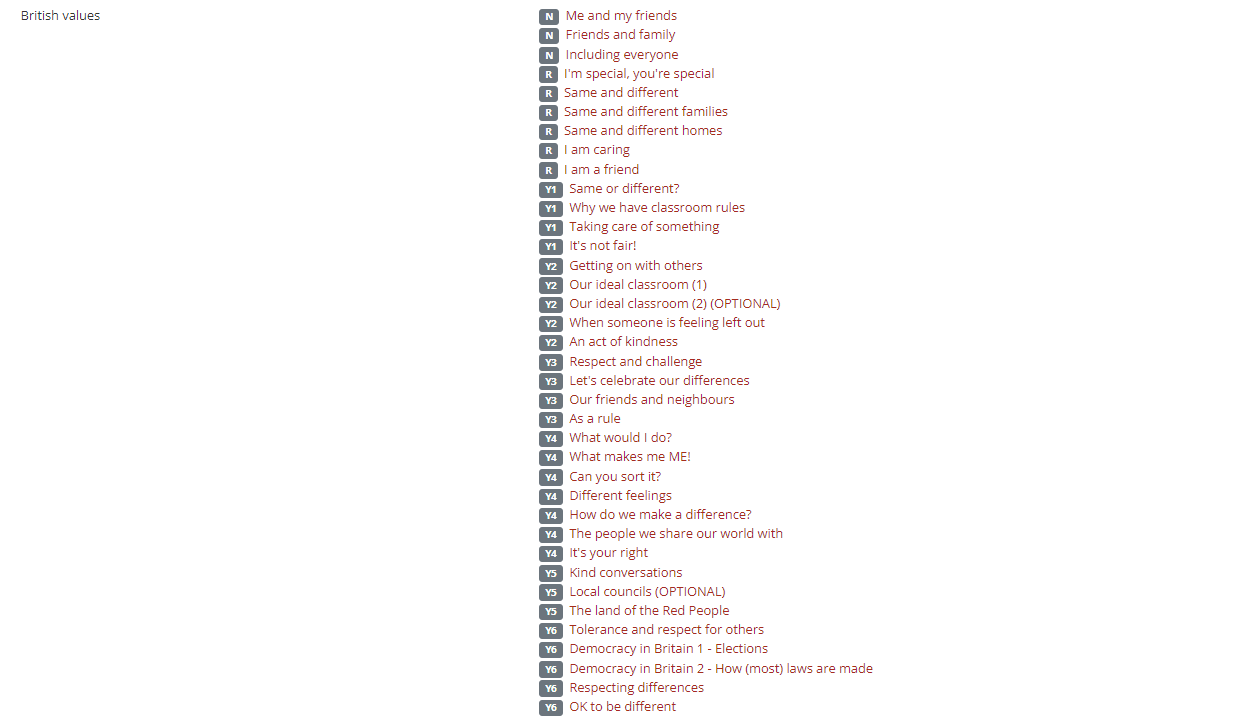 British values
N Me and my friends
N Friends and family
N Including everyone
R I'm special, you're special
R Same and different
R Same and different families
R Same and different homes
R I am caring
R I am a friend
Y1 Same or different?
Y1 Why we have classroom rules
Y1 Taking care of something
Y1 It's not fair!
Y2 Getting on with others
Y2 Our ideal classroom (1)
Y2 Our ideal classroom (2) (OPTIONAL)
Y2 When someone is feeling left out
Y2 An act of kindness
Y3 Respect and challenge
Y3 Let's celebrate our differences
Y3 Our friends and neighbours
Y3 As a rule
Y4 What would I do?
Y4 What makes me ME!
Y4 Can you sort it?
Y4 Different feelings
Y4 How do we make a difference?
Y4 The people we share our world with
Y4 It's your right
Y5 Kind conversations
Y5 Local councils (OPTIONAL)
Y5 The land of the Red People
Y6 Tolerance and respect for others
Y6 Democracy in Britain 1 - Elections
Y6 Democracy in Britain 2 - How (most) laws are made
Y6 Respecting differences
Y6 OK to be different